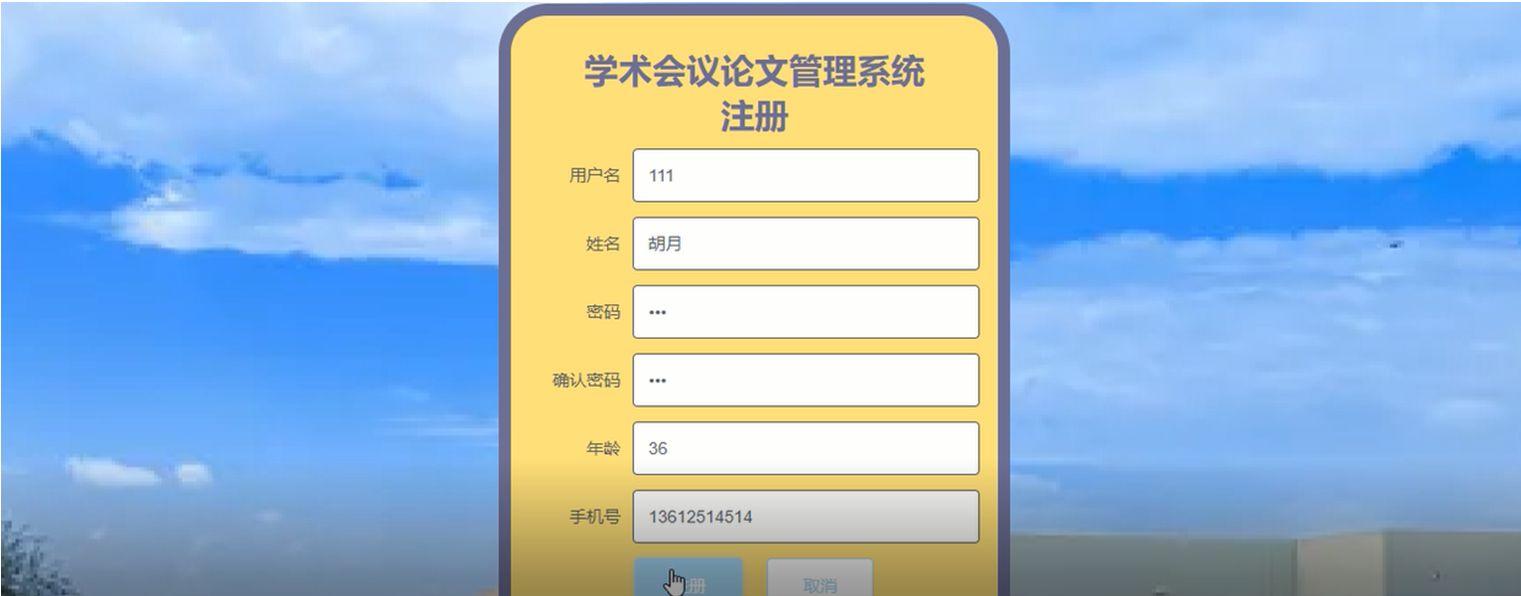 学术会议论文管理系统
注册
用户名 111
姓名 胡月
密码 •••
确认密码 •••
年龄 36
手机号 13612514514
册 取消